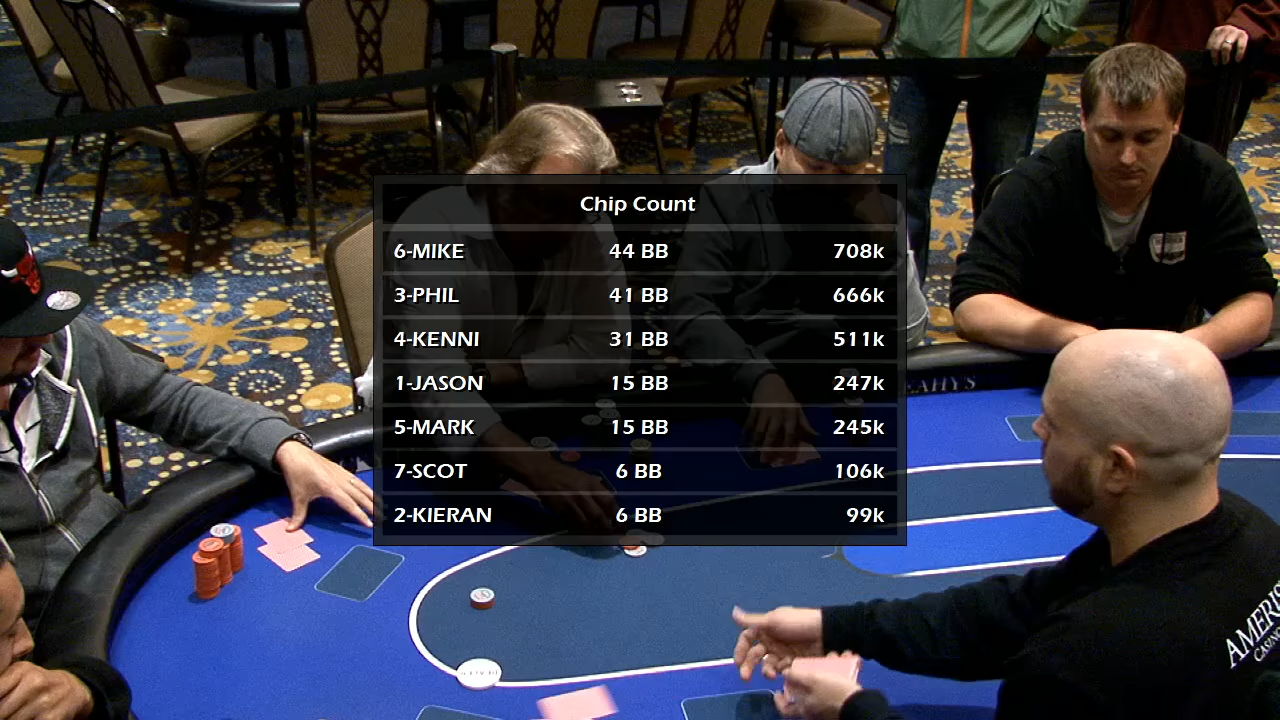 Chip Count
6-MIKE 44 BB 708k
3-PHIL 41 BB 666k
4-KENNI 31 BB 511k
1-JASON 15 BB 247k
5-MARK 15 BB 245k
7-SCOT 6 BB 106k
2-KIERAN 6 BB 99k